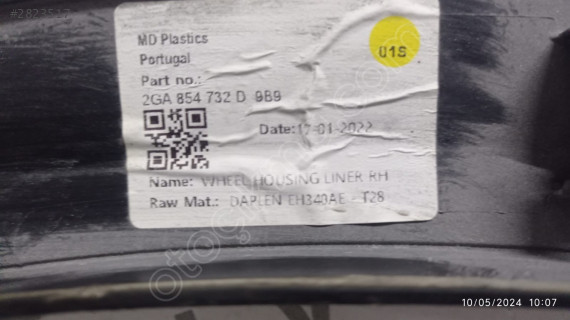 MD Plastics
Portugal
Part no.:
2GA 854 732 D 9B9
01S
Date:17-01-2022
Name: WHEEL HOUSING LINER RH
Raw Mat.: DAPLEN EH340AE - T28
10/05/2024 10:07